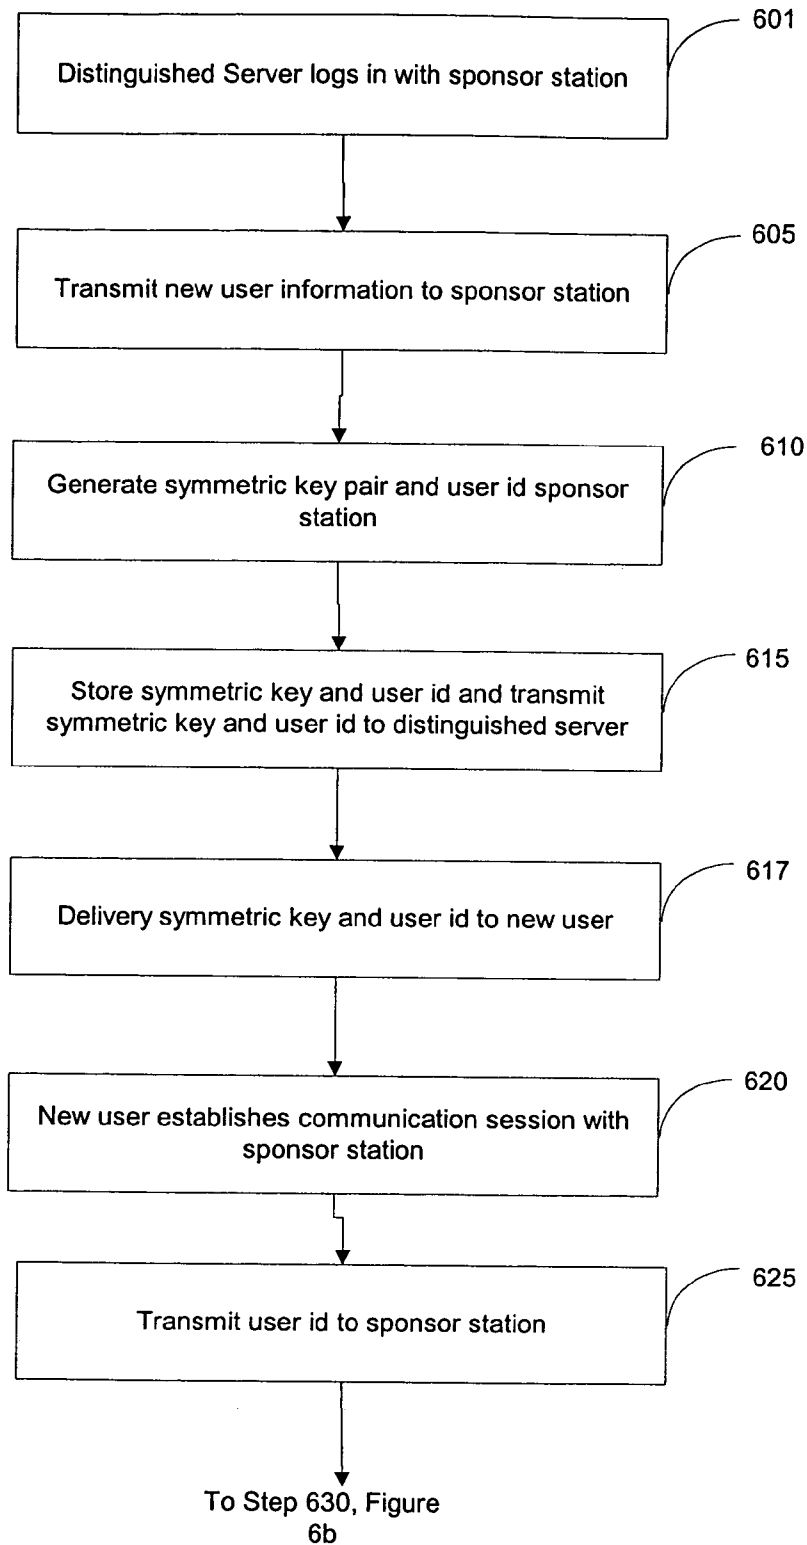 601
Distinguished Server logs in with sponsor station
605
Transmit new user information to sponsor station
610
Generate symmetric key pair and user id sponsor
station
615
Store symmetric key and user id and transmit
symmetric key and user id to distinguished server
617
Delivery symmetric key and user id to new user
620
New user establishes communication session with
sponsor station
625
Transmit user id to sponsor station
To Step 630, Figure
6b